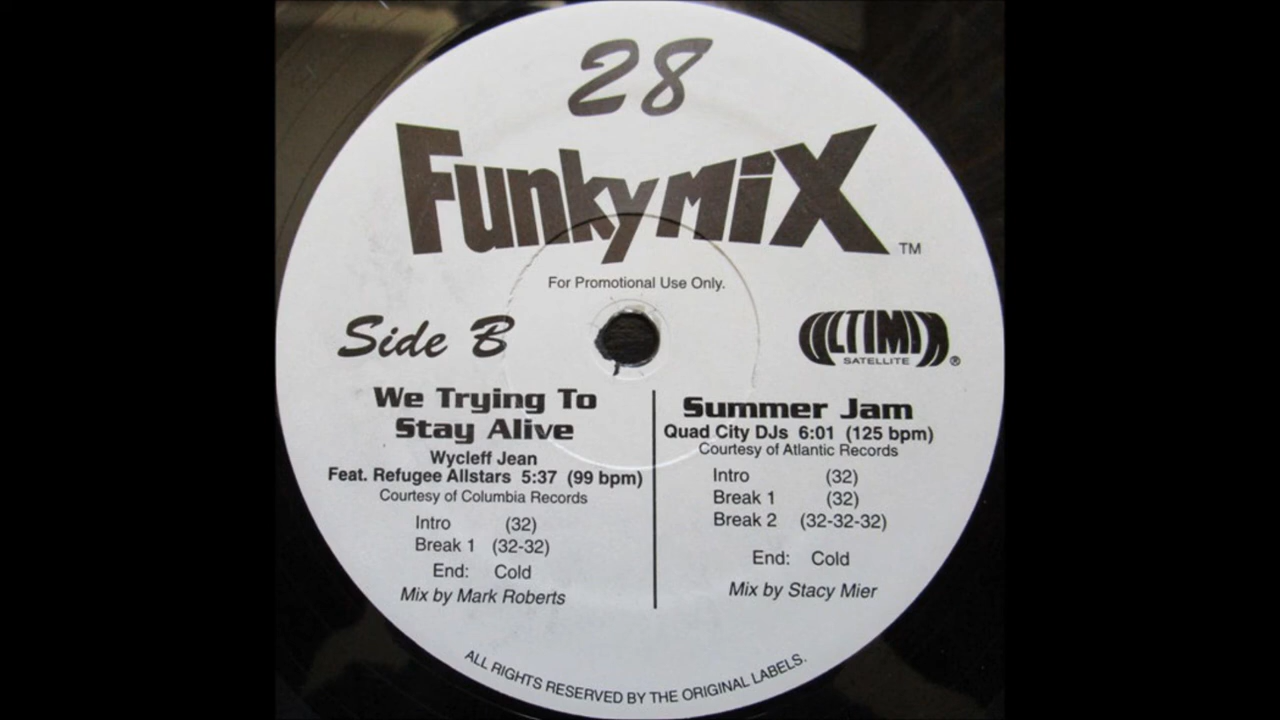 28
Funkymix
TM
For Promotional Use Only.
Side B
ULTIMIX
SATELLITE ®
We Trying To
Stay Alive
Wycleff Jean
Feat. Refugee Allstars 5:37 (99 bpm)
Courtesy of Columbia Records
Intro (32)
Break 1 (32-32)
End: Cold
Mix by Mark Roberts
Summer Jam
Quad City DJs 6:01 (125 bpm)
Courtesy of Atlantic Records
Intro (32)
Break 1 (32)
Break 2 (32-32-32)
End: Cold
Mix by Stacy Mier
ALL RIGHTS RESERVED BY THE ORIGINAL LABELS.